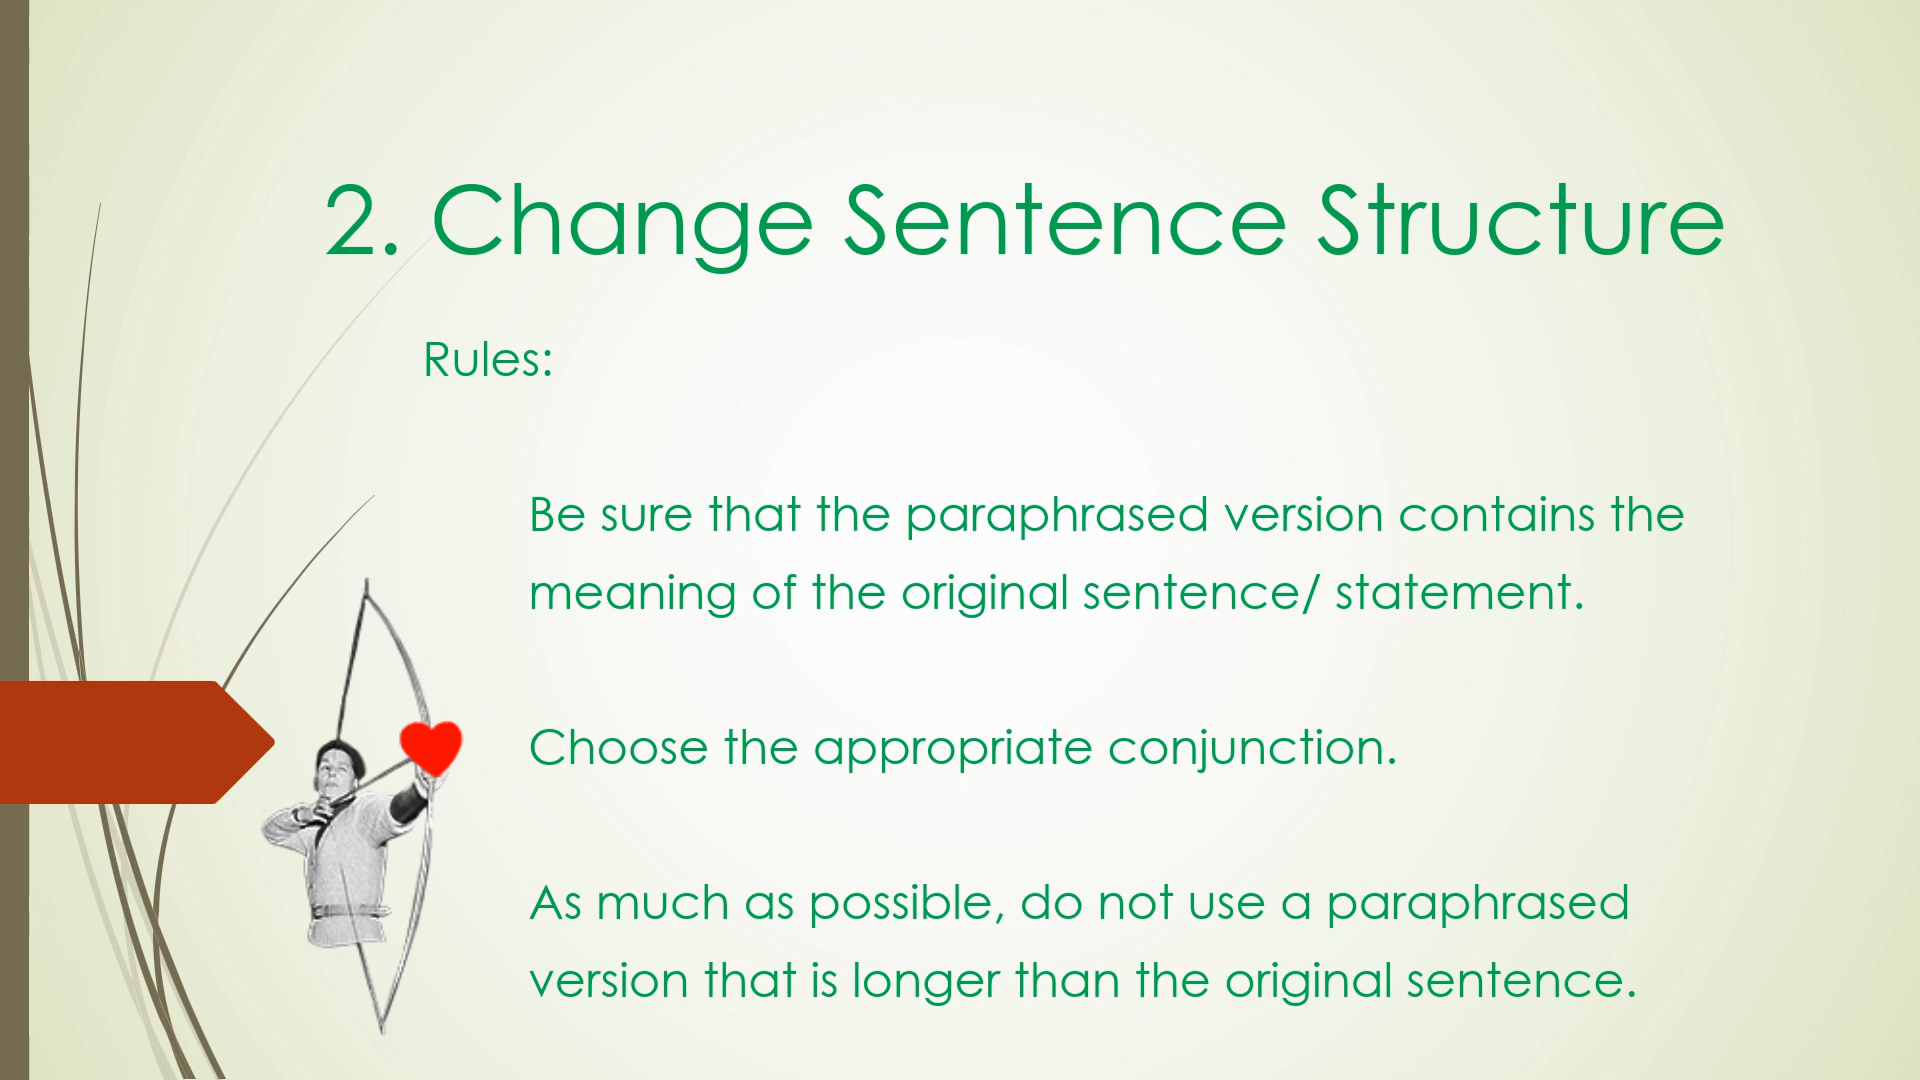 2. Change Sentence Structure
Rules:
Be sure that the paraphrased version contains the
meaning of the original sentence/ statement.
Choose the appropriate conjunction.
As much as possible, do not use a paraphrased
version that is longer than the original sentence.